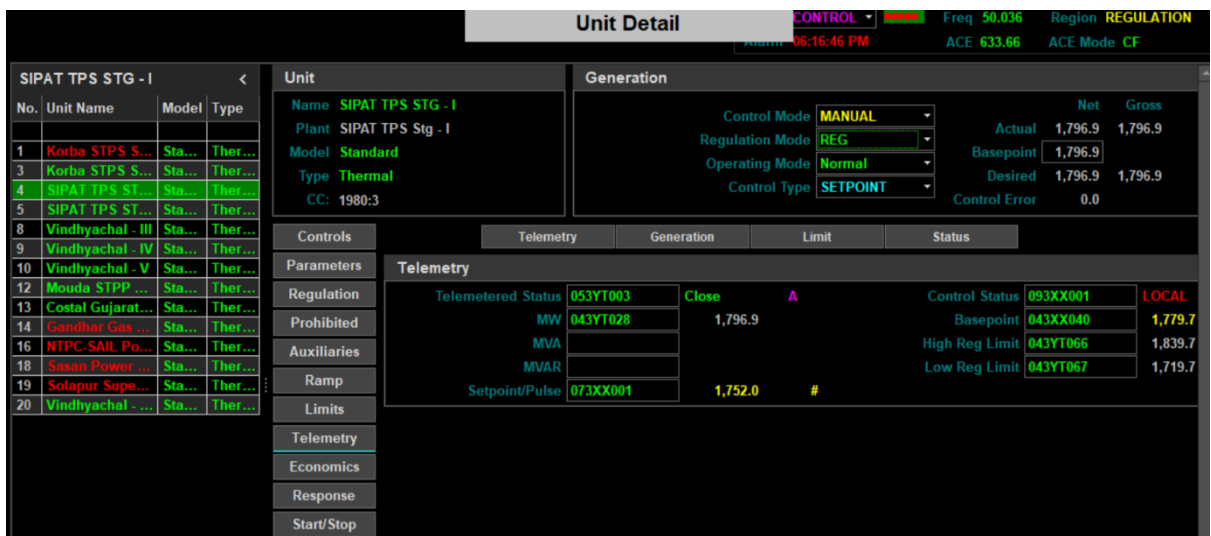 Unit Detail
CONTROL
Freq 50.036 Region REGULATION
Alarm 06:16:46 PM
ACE 633.66 ACE Mode CF
SIPAT TPS STG - I <
No. Unit Name Model Type
1 Korba STPS S... Sta... Ther...
3 Korba STPS S... Sta... Ther...
4 SIPAT TPS ST... Sta... Ther...
5 SIPAT TPS ST... Sta... Ther...
8 Vindhyachal - III Sta... Ther...
9 Vindhyachal - IV Sta... Ther...
10 Vindhyachal - V Sta... Ther...
12 Mouda STPP ... Sta... Ther...
13 Costal Gujarat... Sta... Ther...
14 Gandhar Gas ... Sta... Ther...
16 NTPC-SAIL Po... Sta... Ther...
18 Sasan Power ... Sta... Ther...
19 Solapur Supe... Sta... Ther...
20 Vindhyachal - ... Sta... Ther...
Unit
Name SIPAT TPS STG - I
Plant SIPAT TPS Stg - I
Model Standard
Type Thermal
CC: 1980:3
Generation
Control Mode MANUAL
Regulation Mode REG
Operating Mode Normal
Control Type SETPOINT
Net Gross
Actual 1,796.9 1,796.9
Basepoint 1,796.9
Desired 1,796.9 1,796.9
Control Error 0.0
Controls
Parameters
Regulation
Prohibited
Auxiliaries
Ramp
Limits
Telemetry
Economics
Response
Start/Stop
Telemetry Generation Limit Status
Telemetry
Telemetered Status 053YT003 Close A
MW 043YT028 1,796.9
MVA
MVAR
Setpoint/Pulse 073XX001 1,752.0 #
Control Status 093XX001 LOCAL
Basepoint 043XX040 1,779.7
High Reg Limit 043YT066 1,839.7
Low Reg Limit 043YT067 1,719.7